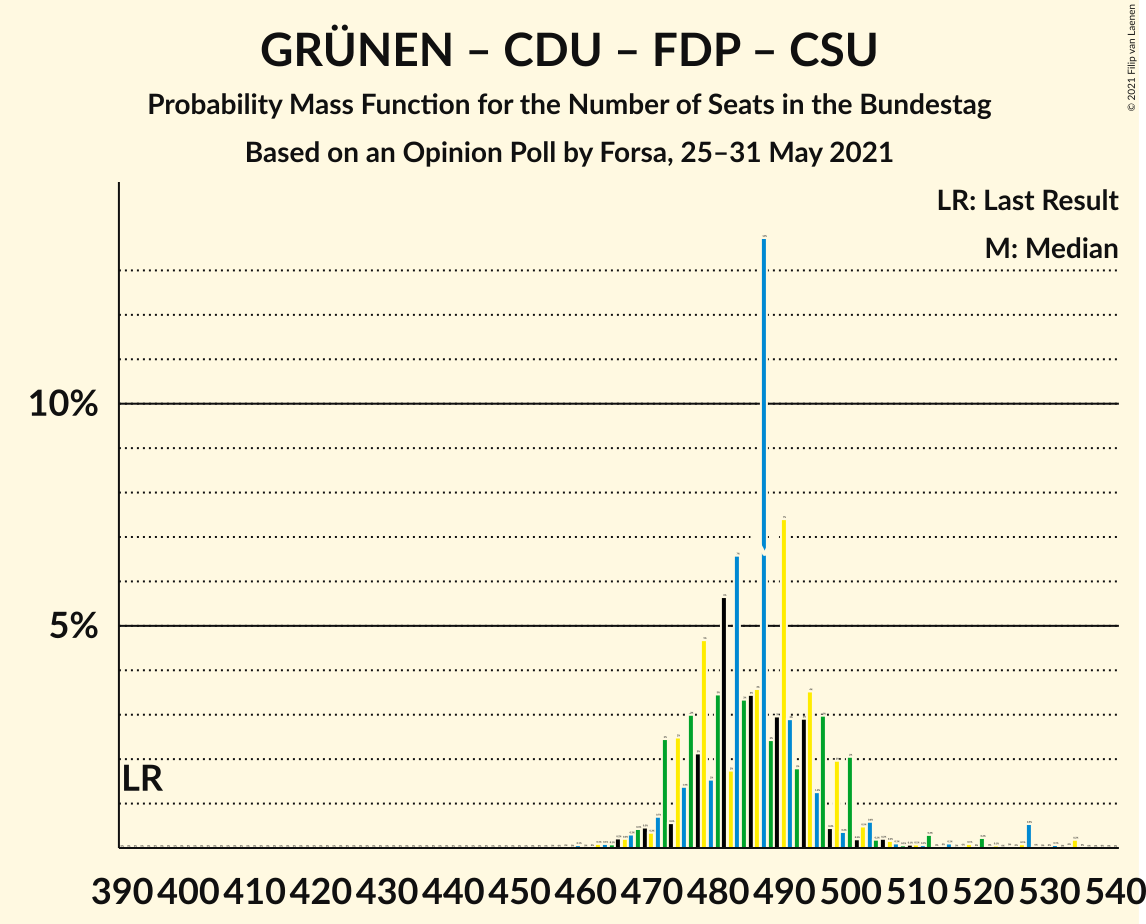 GRÜNEN – CDU – FDP – CSU
Probability Mass Function for the Number of Seats in the Bundestag
Based on an Opinion Poll by Forsa, 25–31 May 2021
© 2021 Filip van Laenen
LR: Last Result
M: Median
10%
5%
LR
390 400 410 420 430 440 450 460 470 480 490 500 510 520 530 540